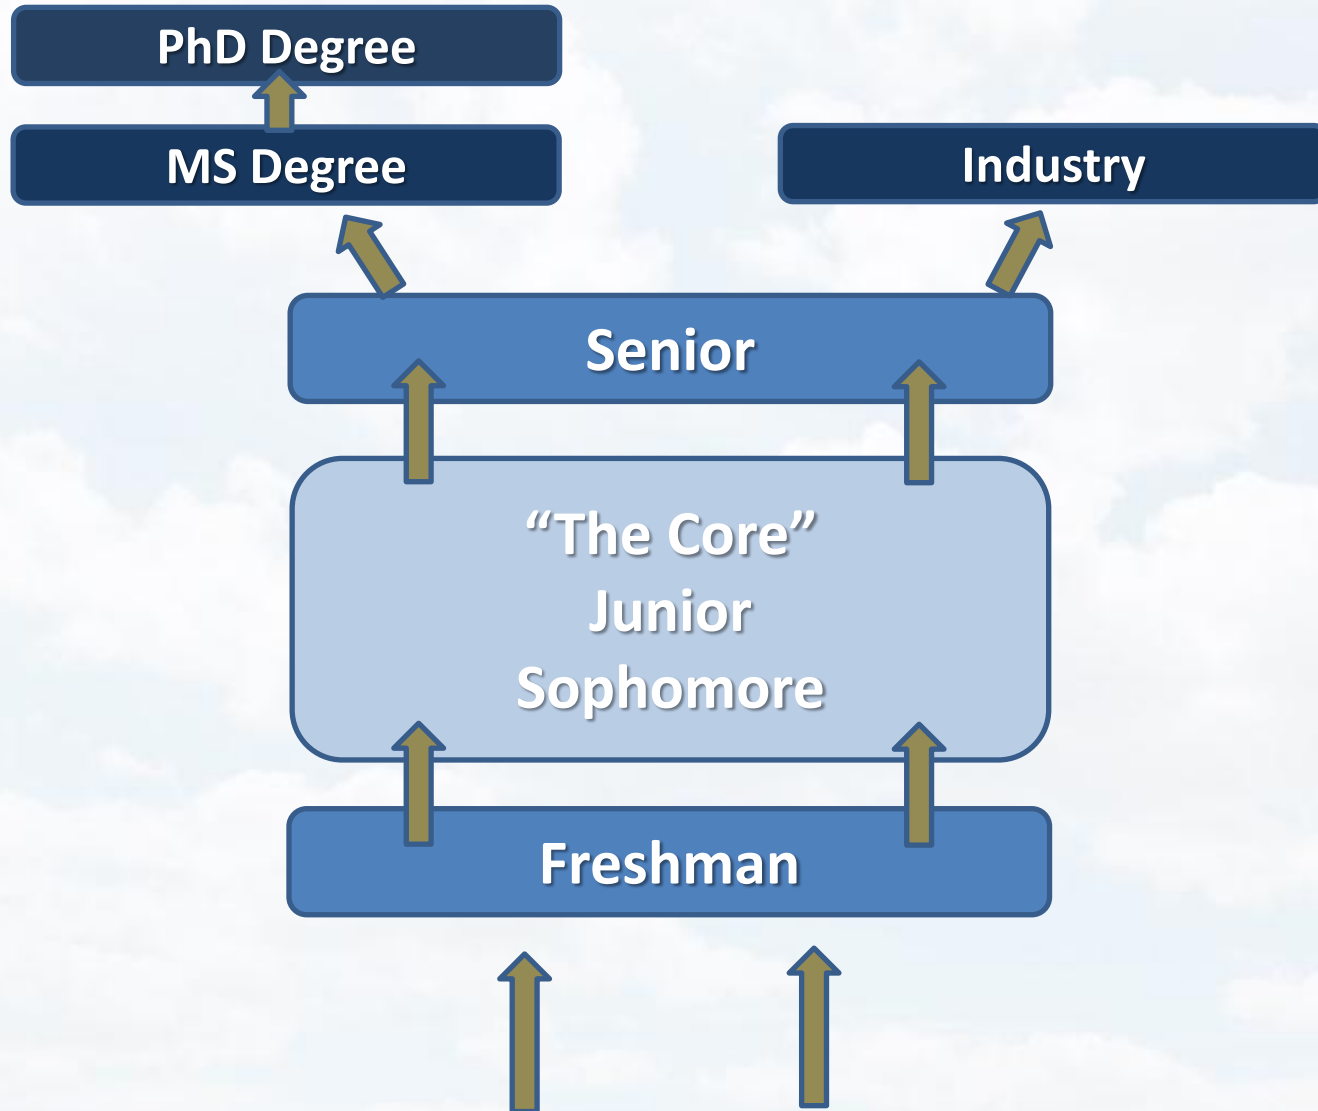 PhD Degree
MS Degree
Industry
Senior
“The Core”
Junior
Sophomore
Freshman